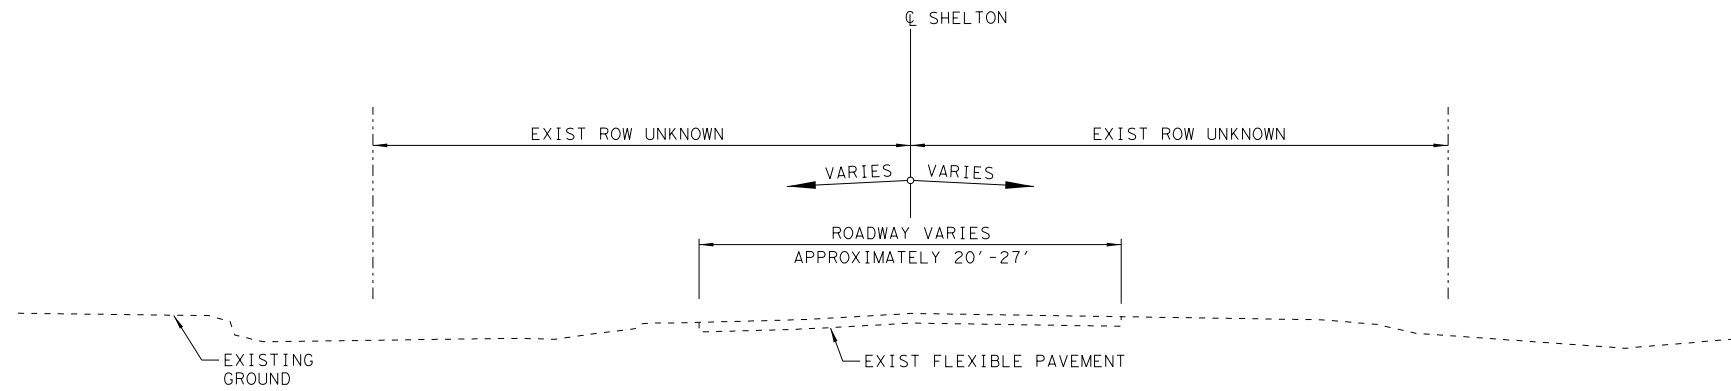 ℄ SHELTON
EXIST ROW UNKNOWN
EXIST ROW UNKNOWN
VARIES
VARIES
ROADWAY VARIES
APPROXIMATELY 20'-27'
EXISTING
GROUND
EXIST FLEXIBLE PAVEMENT